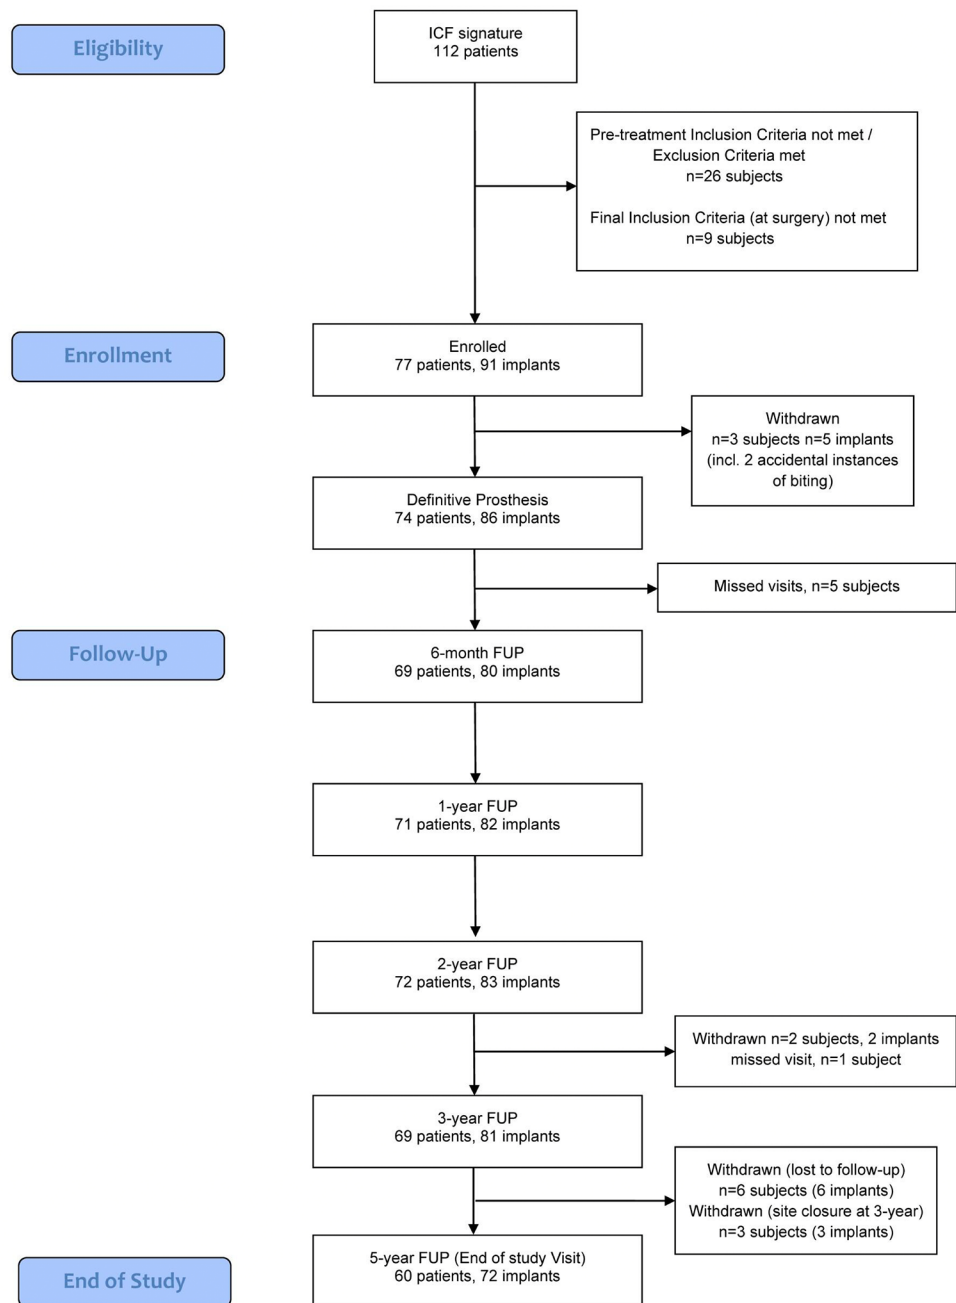 Eligibility
ICF signature
112 patients
Pre-treatment Inclusion Criteria not met /
Exclusion Criteria met
n=26 subjects
Final Inclusion Criteria (at surgery) not met
n=9 subjects
Enrollment
Enrolled
77 patients, 91 implants
Withdrawn
n=3 subjects n=5 implants
(incl. 2 accidental instances
of biting)
Definitive Prosthesis
74 patients, 86 implants
Missed visits, n=5 subjects
Follow-Up
6-month FUP
69 patients, 80 implants
1-year FUP
71 patients, 82 implants
2-year FUP
72 patients, 83 implants
Withdrawn n=2 subjects, 2 implants
missed visit, n=1 subject
3-year FUP
69 patients, 81 implants
Withdrawn (lost to follow-up)
n=6 subjects (6 implants)
Withdrawn (site closure at 3-year)
n=3 subjects (3 implants)
End of Study
5-year FUP (End of study Visit)
60 patients, 72 implants